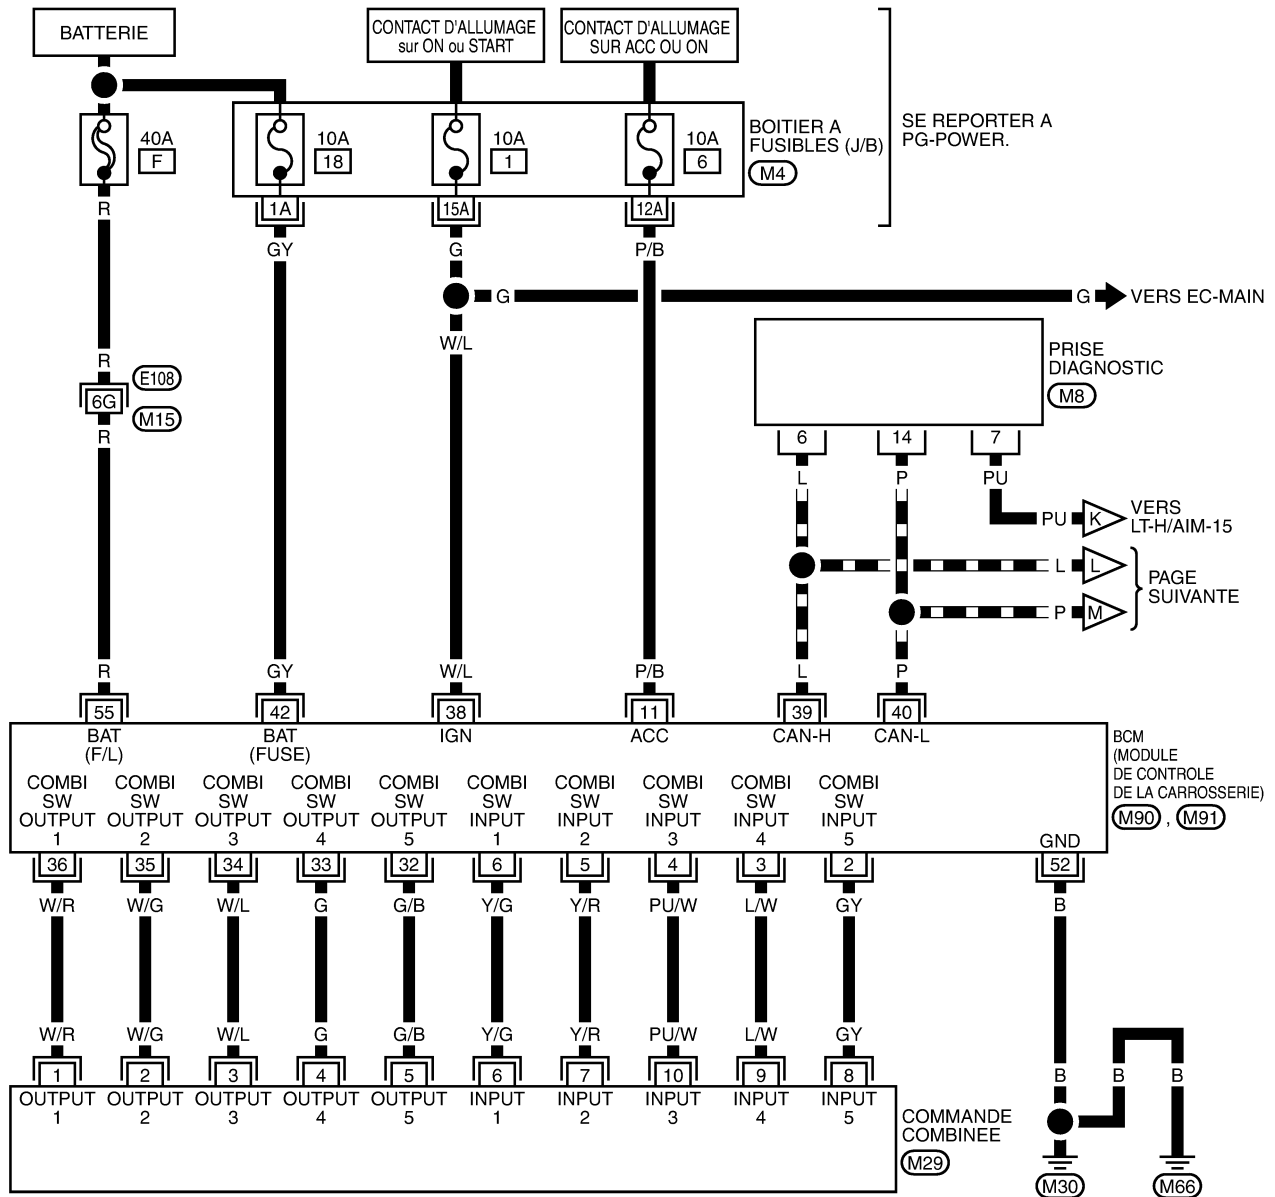 BATTERIE
CONTACT D'ALLUMAGE
sur ON ou START
CONTACT D'ALLUMAGE
SUR ACC OU ON
40A
F
10A
18
10A
1
10A
6
BOITIER A
FUSIBLES (J/B)
M4
SE REPORTER A
PG-POWER.
1A
15A
12A
R
GY
G
P/B
G
G
VERS EC-MAIN
W/L
R
6G
E108
M15
R
PRISE
DIAGNOSTIC
M8
6
14
7
L
P
PU
PU
K
VERS
LT-H/AIM-15
L
L
P
M
PAGE
SUIVANTE
R
GY
W/L
P/B
L
P
55
42
38
11
39
40
BAT
(F/L)
BAT
(FUSE)
IGN
ACC
CAN-H
CAN-L
BCM
(MODULE
DE CONTROLE
DE LA CARROSSERIE)
M90 , M91
COMBI
SW
OUTPUT
1
COMBI
SW
OUTPUT
2
COMBI
SW
OUTPUT
3
COMBI
SW
OUTPUT
4
COMBI
SW
OUTPUT
5
COMBI
SW
INPUT
1
COMBI
SW
INPUT
2
COMBI
SW
INPUT
3
COMBI
SW
INPUT
4
COMBI
SW
INPUT
5
GND
36
35
34
33
32
6
5
4
3
2
52
W/R
W/G
W/L
G
G/B
Y/G
Y/R
PU/W
L/W
GY
B
W/R
W/G
W/L
G
G/B
Y/G
Y/R
PU/W
L/W
GY
B
B
B
1
2
3
4
5
6
7
10
9
8
OUTPUT
1
OUTPUT
2
OUTPUT
3
OUTPUT
4
OUTPUT
5
INPUT
1
INPUT
2
INPUT
3
INPUT
4
INPUT
5
COMMANDE
COMBINEE
M29
M30
M66